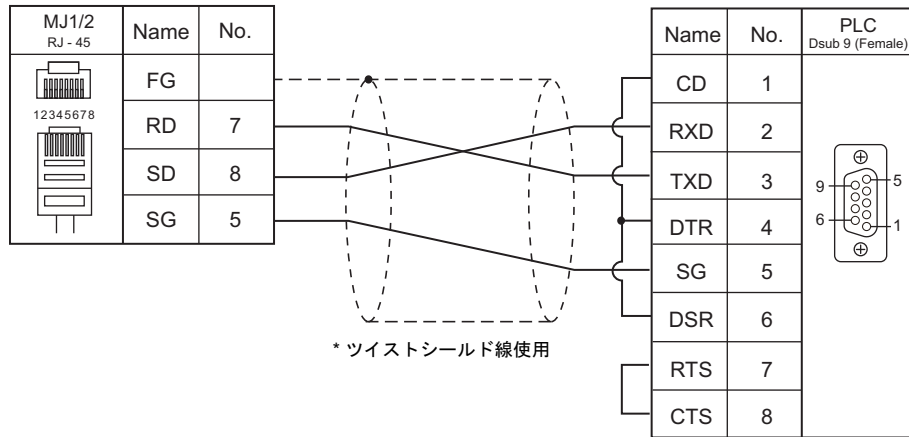 MJ1/2
RJ - 45
Name
No.
12345678
FG
RD
7
SD
8
SG
5
* ツイストシールド線使用
Name
No.
PLC
Dsub 9 (Female)
CD
1
RXD
2
TXD
3
DTR
4
SG
5
DSR
6
RTS
7
CTS
8
9
5
6
1